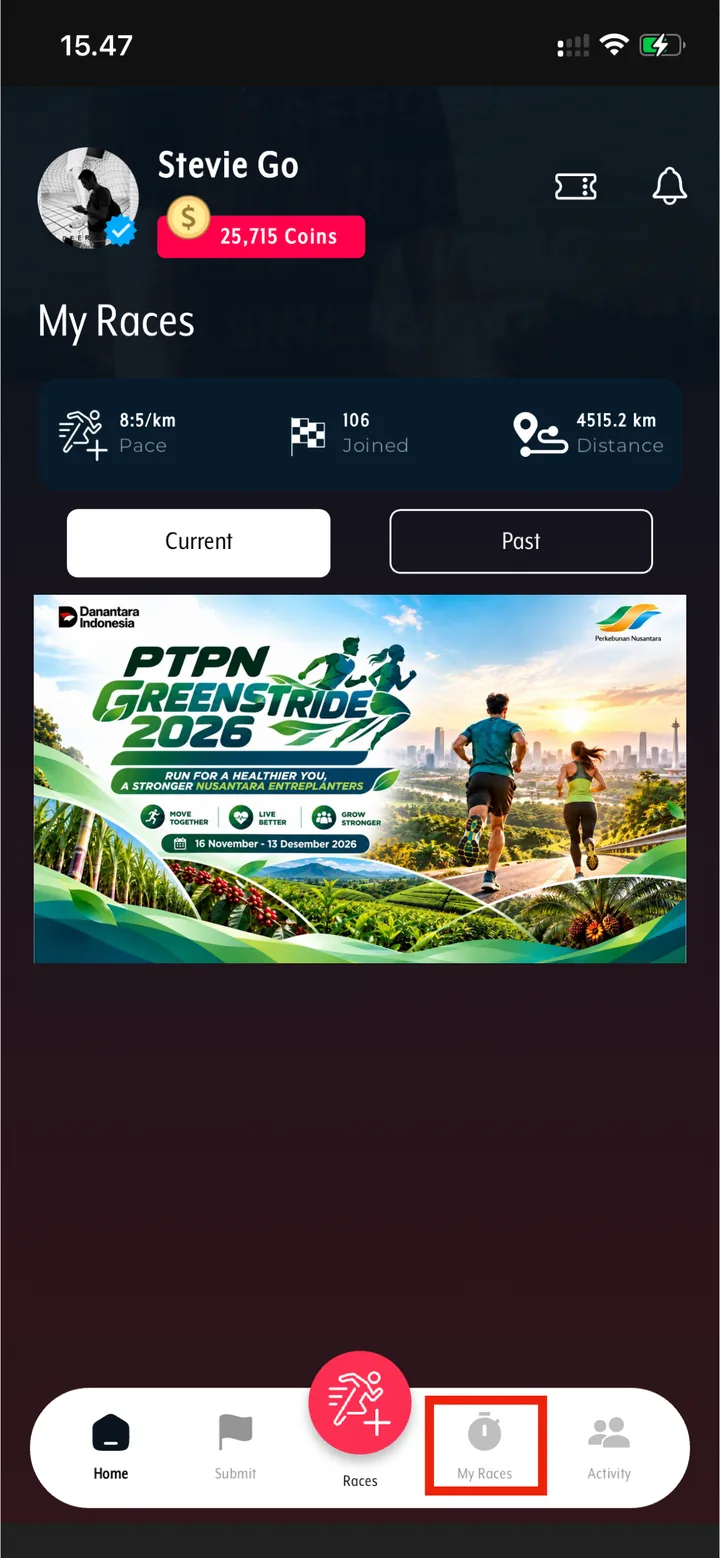 15.47
Stevie Go
$
25,715 Coins
My Races
8:5/km
Pace
106
Joined
4515.2 km
Distance
Current
Past
Danantara
Indonesia
Perkebunan Nusantara
PTPN
GREENSTRIDE
2026
RUN FOR A HEALTHIER YOU,
A STRONGER NUSANTARA ENTREPLANTERS
MOVE
TOGETHER
LIVE
BETTER
GROW
STRONGER
16 November - 13 Desember 2026
Home
Submit
Races
My Races
Activity